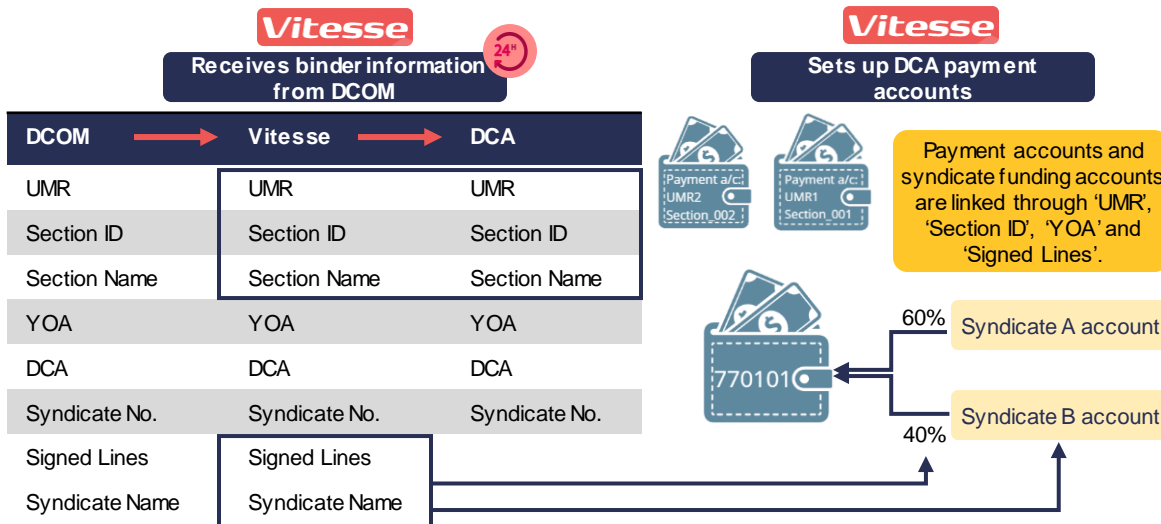 Vitesse
Receives binder information
from DCOM
24H
DCOM Vitesse DCA
UMR UMR UMR
Section ID Section ID Section ID
Section Name Section Name Section Name
YOA YOA YOA
DCA DCA DCA
Syndicate No. Syndicate No. Syndicate No.
Signed Lines Signed Lines
Syndicate Name Syndicate Name
Vitesse
Sets up DCA payment
accounts
Payment a/c:
UMR2
Section_002
Payment a/c:
UMR1
Section_001
Payment accounts and
syndicate funding accounts
are linked through ‘UMR’,
‘Section ID’, ‘YOA’ and
‘Signed Lines’.
770101
60%
Syndicate A account
Syndicate B account
40%